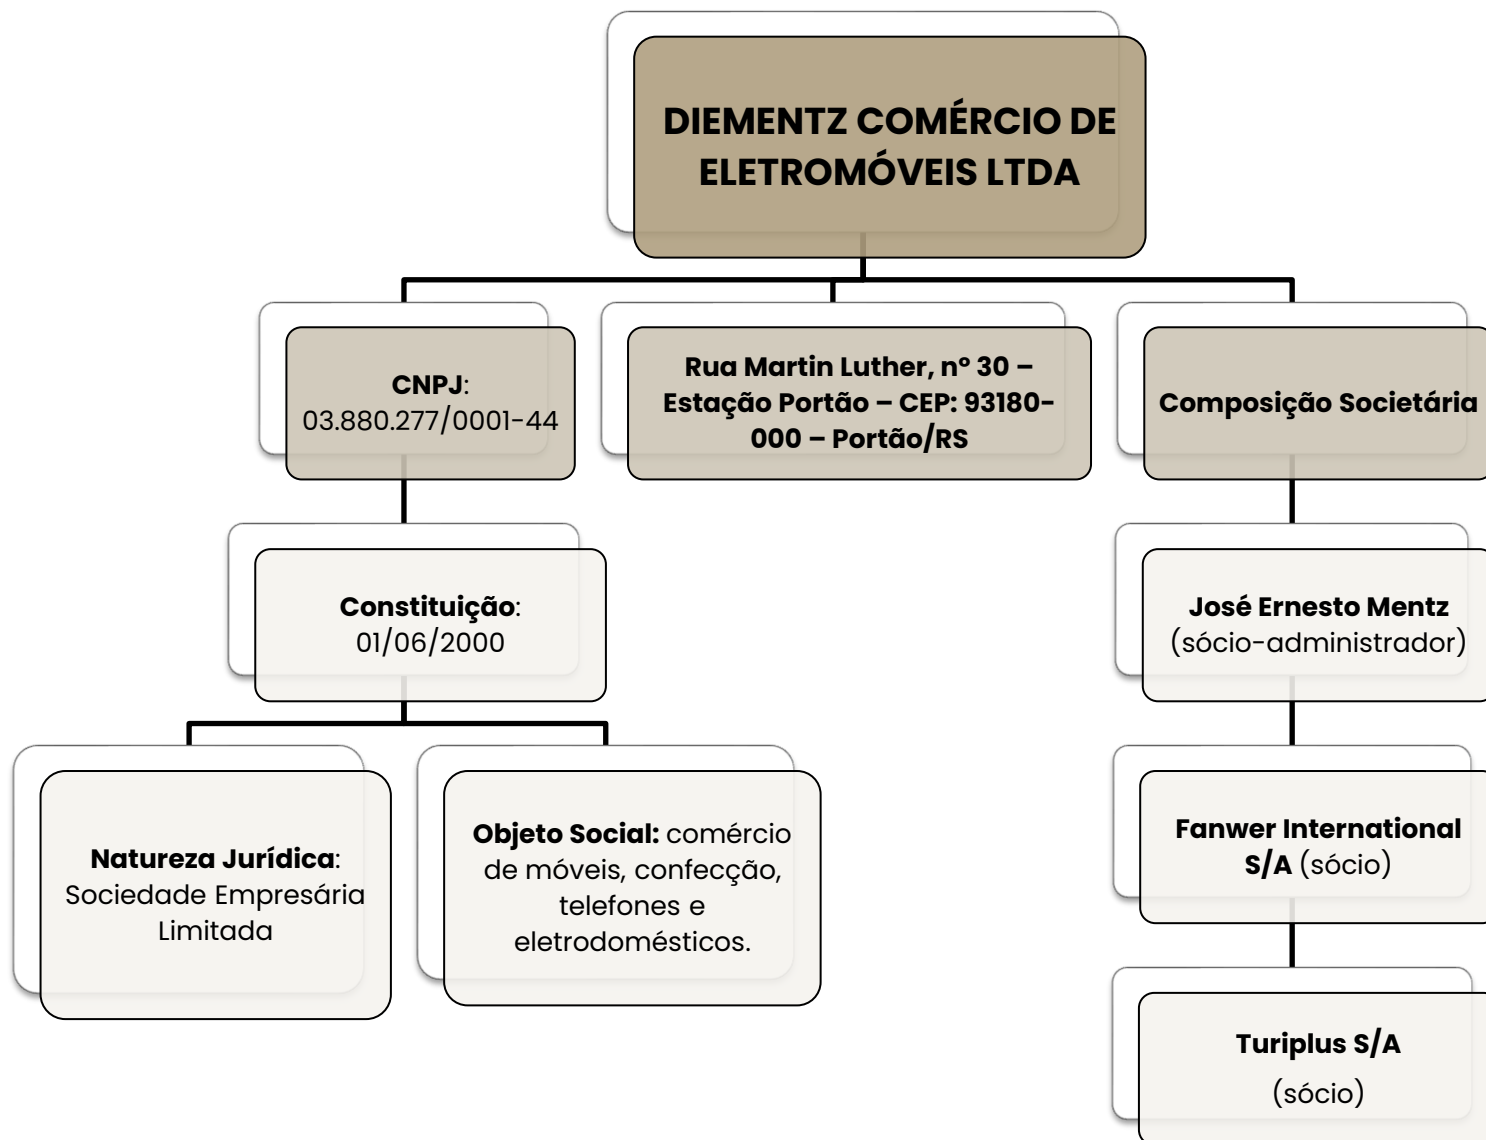 DIEMENTZ COMÉRCIO DE
ELETROMÓVEIS LTDA
CNPJ:
03.880.277/0001-44
Rua Martin Luther, nº 30 –
Estação Portão – CEP: 93180-
000 – Portão/RS
Composição Societária
Constituição:
01/06/2000
José Ernesto Mentz
(sócio-administrador)
Natureza Jurídica:
Sociedade Empresária
Limitada
Objeto Social: comércio
de móveis, confecção,
telefones e
eletrodomésticos.
Fanwer International
S/A (sócio)
Turiplus S/A
(sócio)